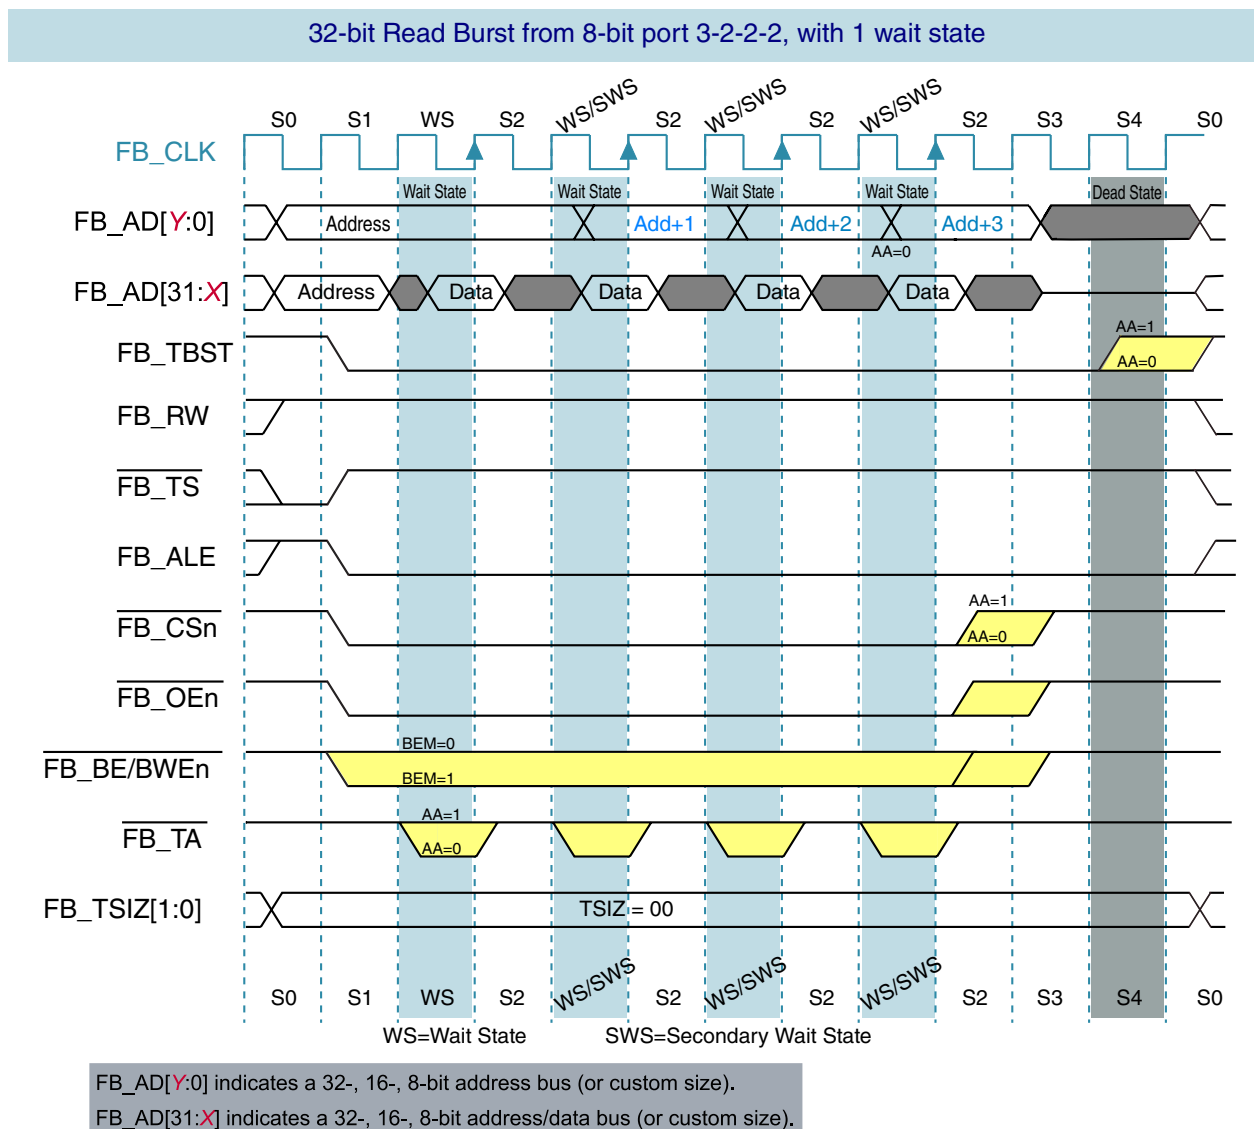 32-bit Read Burst from 8-bit port 3-2-2-2, with 1 wait state
S0 S1 WS S2 WS/SWS S2 WS/SWS S2 WS/SWS S2 S3 S4 S0
FB_CLK
Wait State Wait State Wait State Wait State Dead State
FB_AD[Y:0] Address Add+1 Add+2 Add+3
AA=0
FB_AD[31:X] Address Data Data Data Data
AA=1
FB_TBST
AA=0
FB_RW
FB_TS
FB_ALE
AA=1
FB_CSn
AA=0
FB_OEn
BEM=0
FB_BE/BWEn
BEM=1
AA=1
FB_TA
AA=0
FB_TSIZ[1:0] TSIZ = 00
S0 S1 WS S2 WS/SWS S2 WS/SWS S2 WS/SWS S2 S3 S4 S0
WS=Wait State SWS=Secondary Wait State
FB_AD[Y:0] indicates a 32-, 16-, 8-bit address bus (or custom size).
FB_AD[31:X] indicates a 32-, 16-, 8-bit address/data bus (or custom size).